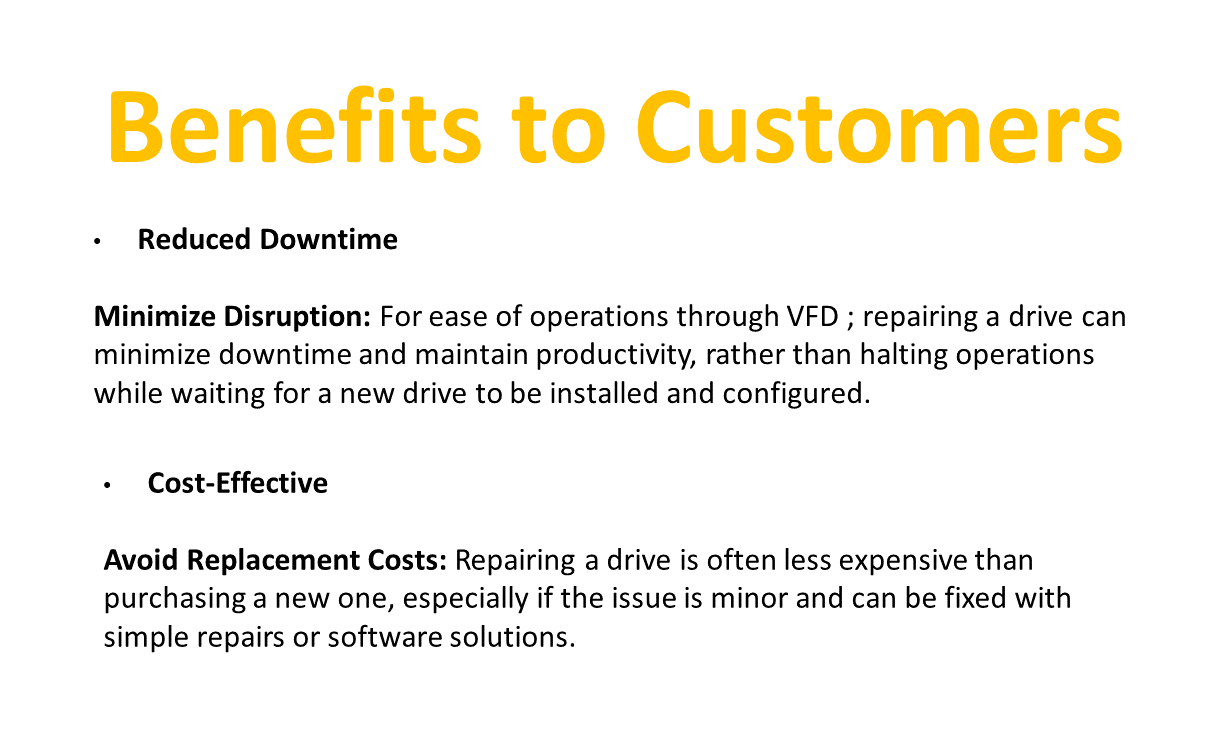 Benefits to Customers
• Reduced Downtime
Minimize Disruption: For ease of operations through VFD ; repairing a drive can
minimize downtime and maintain productivity, rather than halting operations
while waiting for a new drive to be installed and configured.
• Cost-Effective
Avoid Replacement Costs: Repairing a drive is often less expensive than
purchasing a new one, especially if the issue is minor and can be fixed with
simple repairs or software solutions.